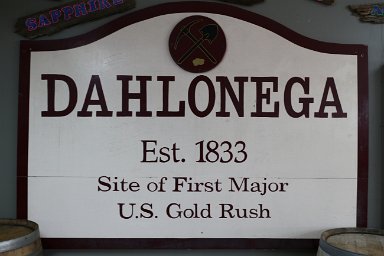 SAPPHIRE
DAHLONEGA
Est. 1833
Site of First Major
U.S. Gold Rush